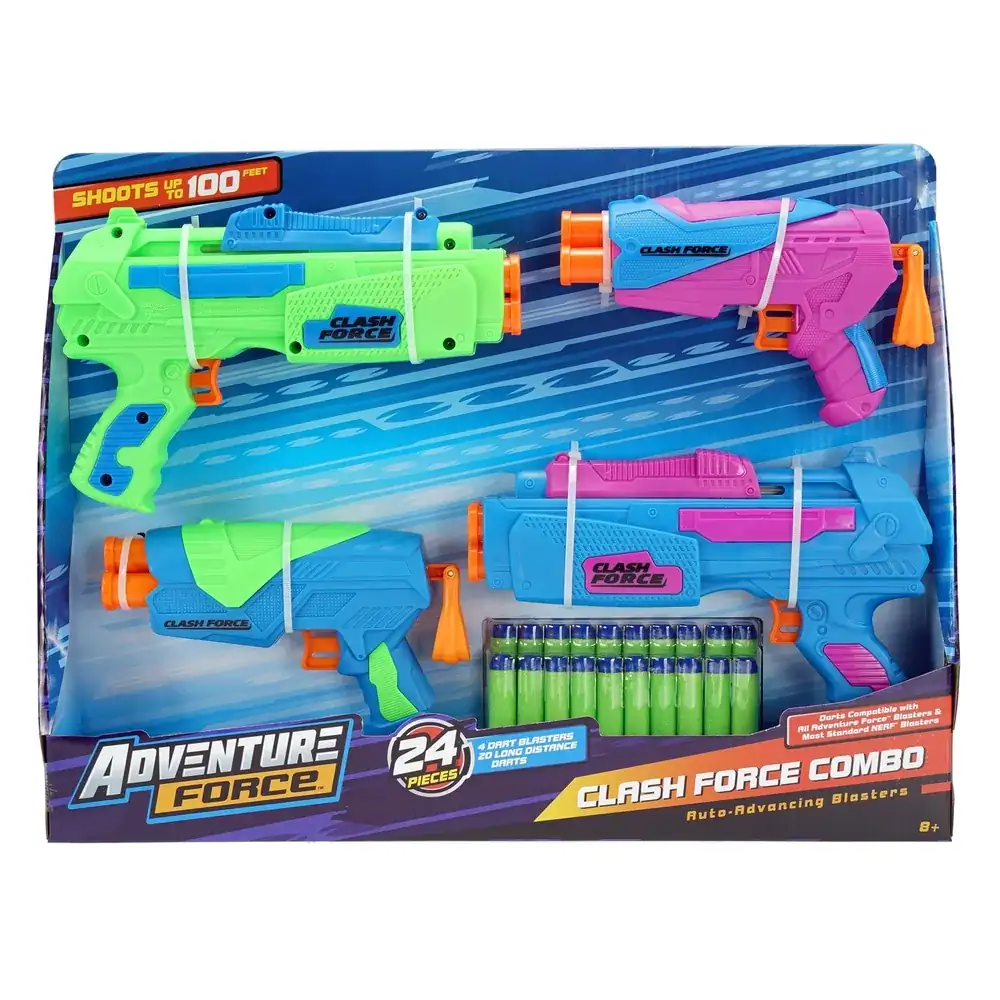 SHOOTS UP TO 100 FEET
CLASH FORCE
CLASH
FORCE
CLASH FORCE
CLASH
FORCE
Darts Compatible with
All Adventure Force™ Blasters &
Most Standard NERF® Blasters
ADVENTURE
FORCE™
24
PIECES
4 DART BLASTERS
20 LONG DISTANCE
DARTS
CLASH FORCE COMBO
Auto-Advancing Blasters
8+